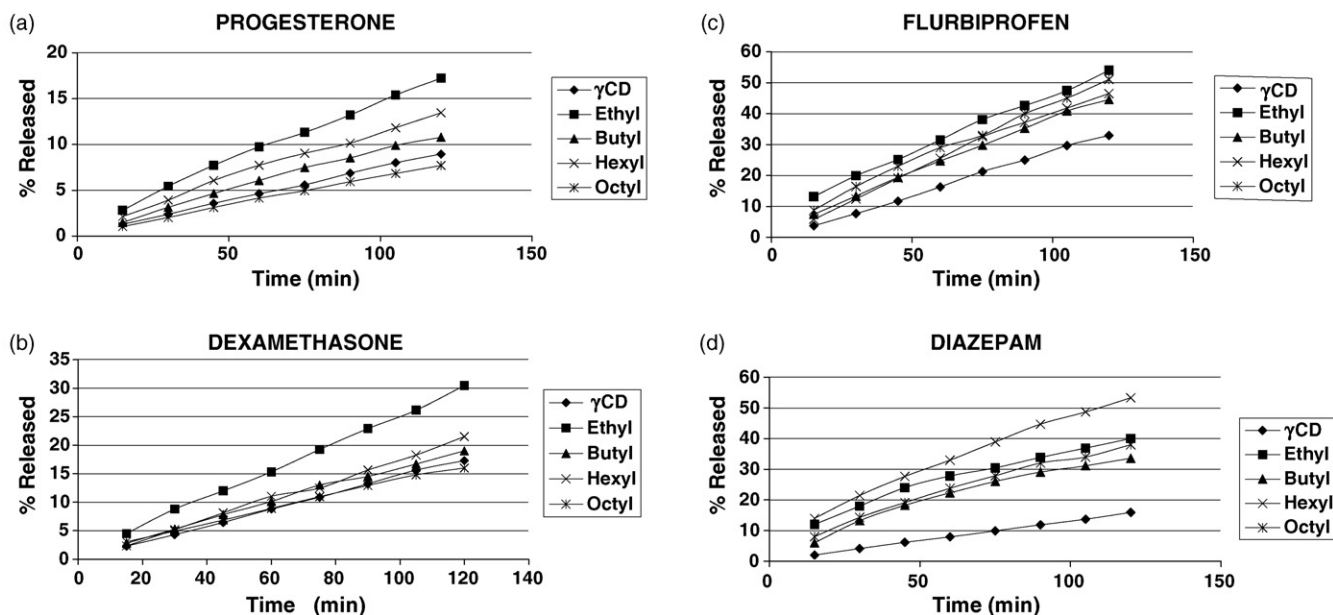 (a)
PROGESTERONE
% Released
20
15
10
5
0
0
50
100
150
Time (min)
γCD
Ethyl
Butyl
Hexyl
Octyl
(c)
FLURBIPROFEN
% Released
60
50
40
30
20
10
0
0
50
100
150
Time (min)
γCD
Ethyl
Butyl
Hexyl
Octyl
(b)
DEXAMETHASONE
% Released
35
30
25
20
15
10
5
0
0
20
40
60
80
100
120
140
Time (min)
γCD
Ethyl
Butyl
Hexyl
Octyl
(d)
DIAZEPAM
% Released
60
50
40
30
20
10
0
0
50
100
150
Time (min)
γCD
Ethyl
Butyl
Hexyl
Octyl